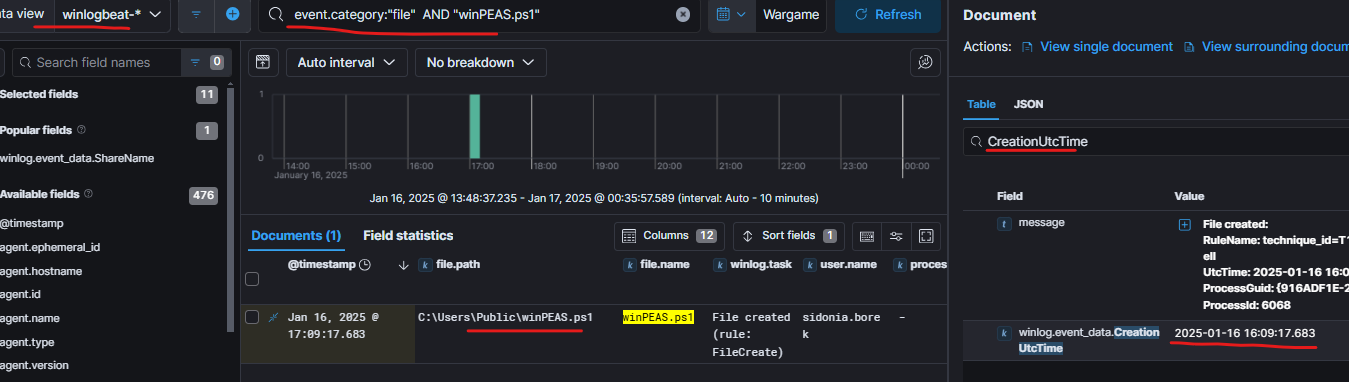 ata view winlogbeat-* event.category:"file" AND "winPEAS.ps1" Wargame Refresh
Search field names 0
Selected fields 11
Popular fields 1
winlog.event_data.ShareName
Available fields 476
@timestamp
agent.ephemeral_id
agent.hostname
agent.id
agent.name
agent.type
agent.version
Auto interval No breakdown
1
0
14:00 15:00 16:00 17:00 18:00 19:00 20:00 21:00 22:00 23:00 00:00
January 16, 2025
Jan 16, 2025 @ 13:48:37.235 - Jan 17, 2025 @ 00:35:57.589 (interval: Auto - 10 minutes)
Documents (1) Field statistics Columns 12 Sort fields 1
@timestamp k file.path k file.name k winlog.task k user.name k proces
Jan 16, 2025 @ 17:09:17.683 C:\Users\Public\winPEAS.ps1 winPEAS.ps1 File created (rule: FileCreate) sidonia.borek -
Document
Actions: View single document View surrounding docum
Table JSON
CreationUtcTime
Field Value
t message File created:
RuleName: technique_id=T1
ell
UtcTime: 2025-01-16 16:0
ProcessGuid: {916ADF1E-2
ProcessId: 6068
k winlog.event_data.Creation
UtcTime 2025-01-16 16:09:17.683